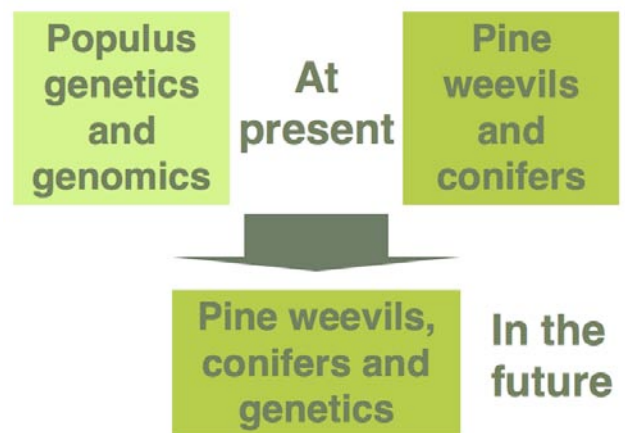 Populus
genetics
and
genomics
At
present
Pine
weevils
and
conifers
Pine weevils,
conifers and
genetics
In the
future